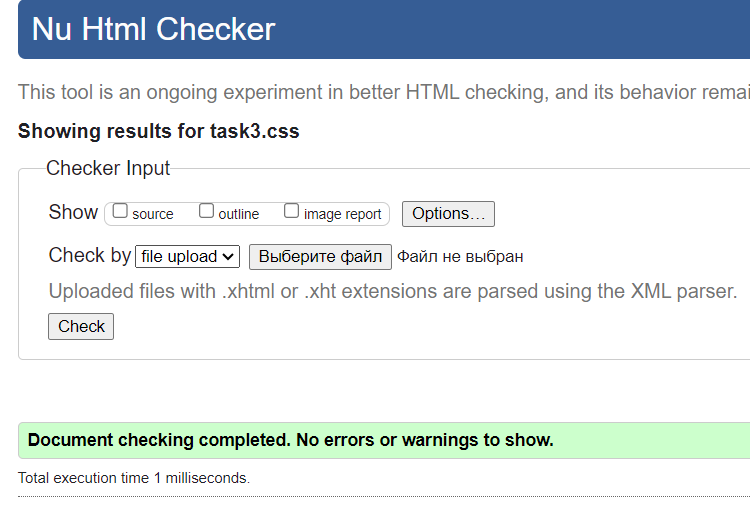 Nu Html Checker
This tool is an ongoing experiment in better HTML checking, and its behavior remai
Showing results for task3.css
Checker Input
Show source outline image report Options…
Check by file upload Выберите файл Файл не выбран
Uploaded files with .xhtml or .xht extensions are parsed using the XML parser.
Check
Document checking completed. No errors or warnings to show.
Total execution time 1 milliseconds.